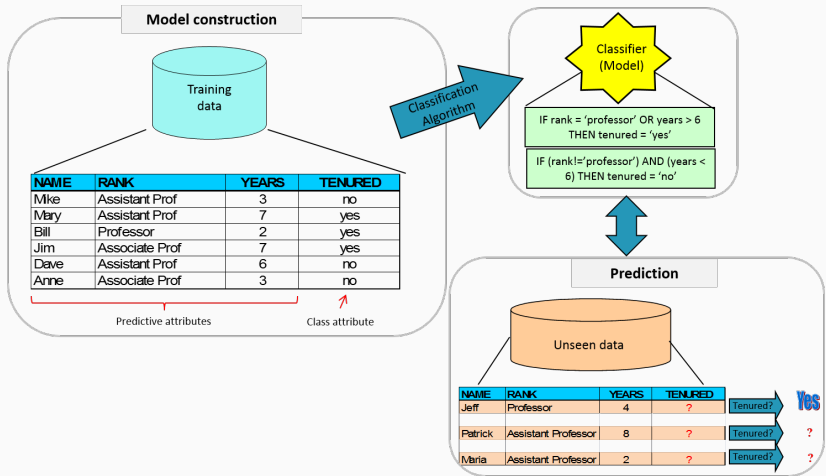 Model construction
Training
data
NAME RANK YEARS TENURED
Mike Assistant Prof 3 no
Mary Assistant Prof 7 yes
Bill Professor 2 yes
Jim Associate Prof 7 yes
Dave Assistant Prof 6 no
Anne Associate Prof 3 no
Predictive attributes
Class attribute
Classification
Algorithm
Classifier
(Model)
IF rank = ‘professor’ OR years > 6
THEN tenured = ‘yes’
IF (rank!=‘professor’) AND (years <
6) THEN tenured = ‘no’
Prediction
Unseen data
NAME RANK YEARS TENURED
Jeff Professor 4 ? Tenured? Yes
Patrick Assistant Professor 8 ? Tenured? ?
Maria Assistant Professor 2 ? Tenured? ?